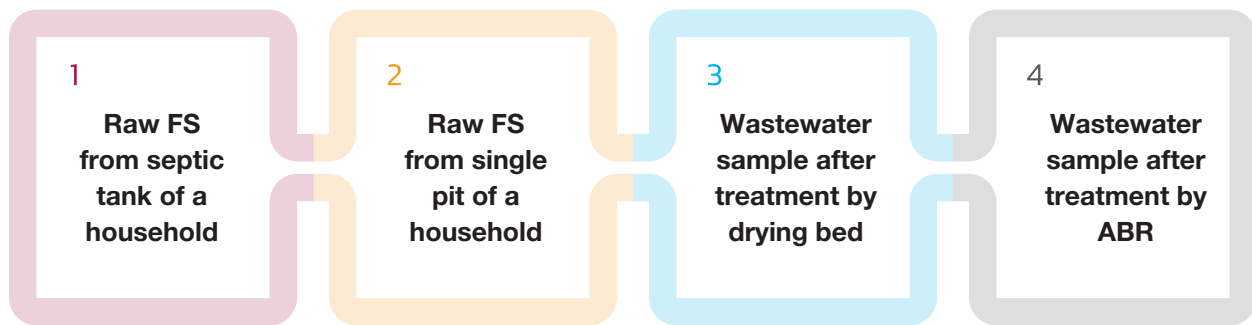 1
Raw FS
from septic
tank of a
household
2
Raw FS
from single
pit of a
household
3
Wastewater
sample after
treatment by
drying bed
4
Wastewater
sample after
treatment by
ABR